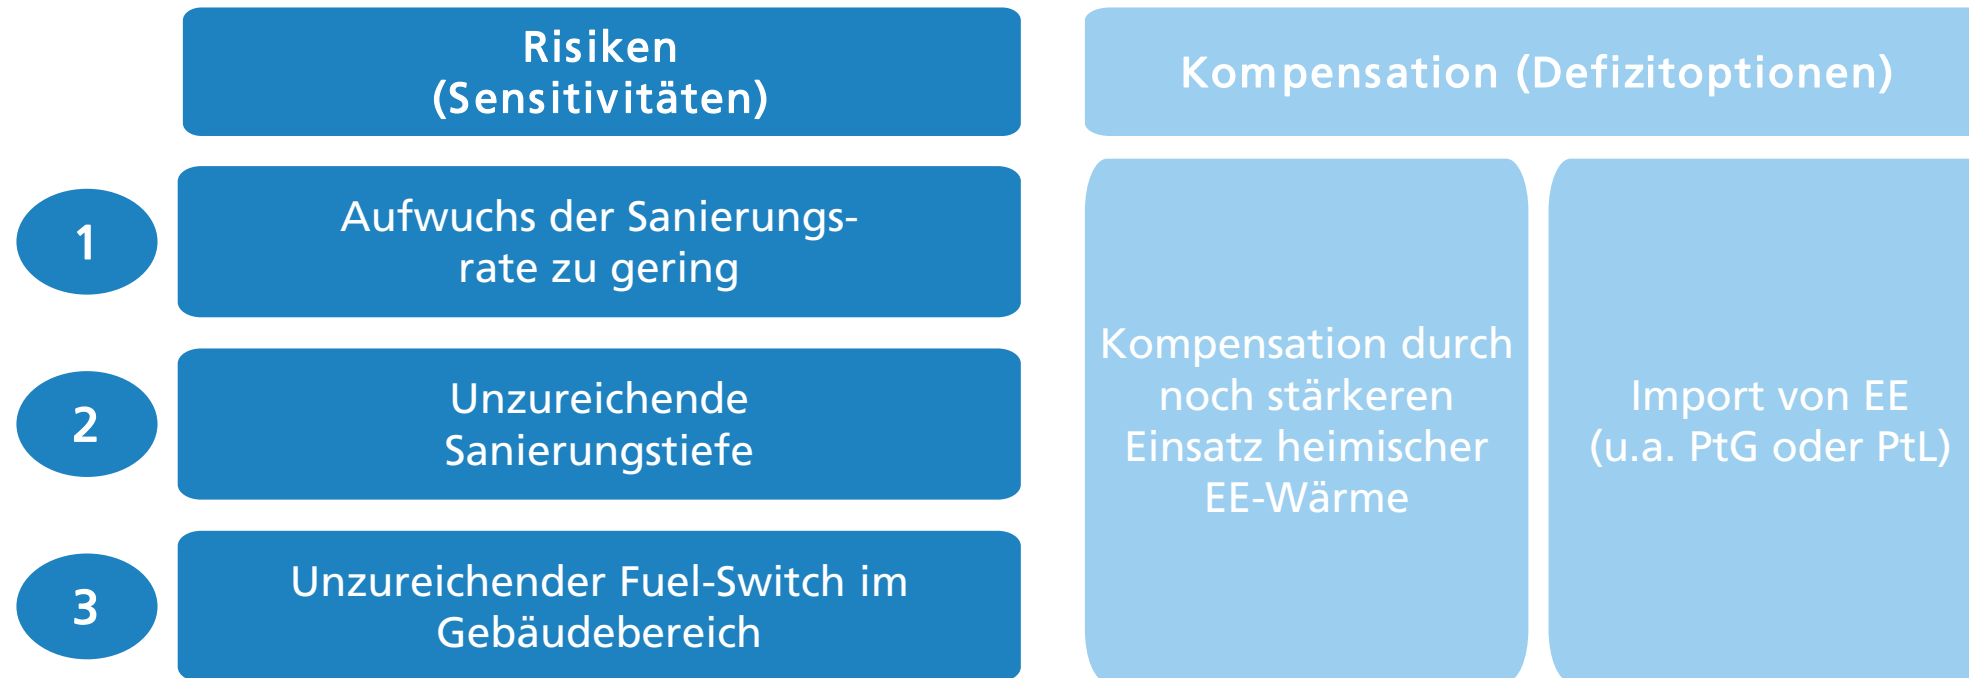 Risiken
(Sensitivitäten)
Kompensation (Defizitoptionen)
1
Aufwuchs der Sanierungs-
rate zu gering
2
Unzureichende
Sanierungstiefe
3
Unzureichender Fuel-Switch im
Gebäudebereich
Kompensation durch
noch stärkeren
Einsatz heimischer
EE-Wärme
Import von EE
(u.a. PtG oder PtL)